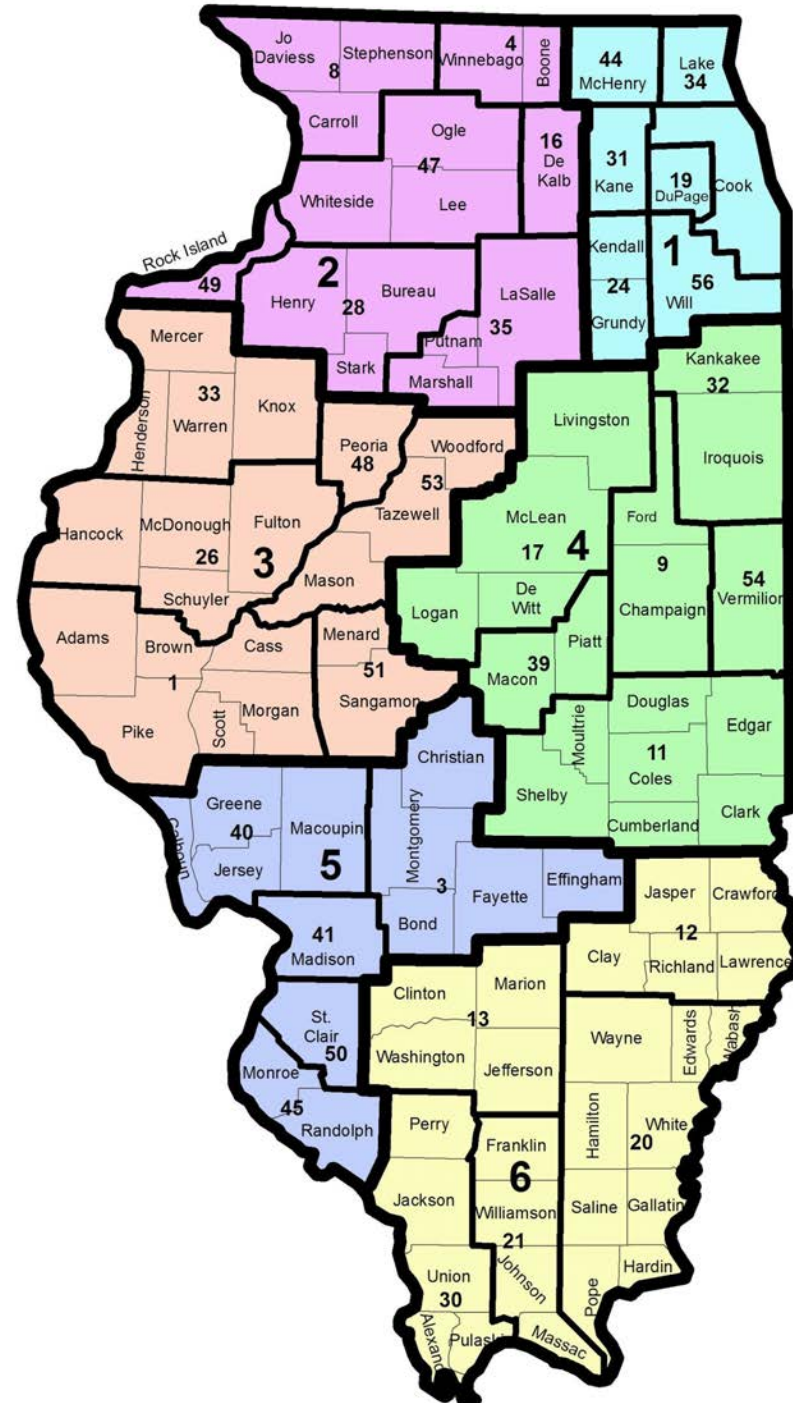 Jo
Daviess
Stephenson
8
Carroll
4
Winnebago
Boone
44
McHenry
Lake
34
Ogle
47
Whiteside
Lee
16
De
Kalb
31
Kane
19
DuPage
Cook
Rock Island
49
2
Henry
28
Bureau
Stark
LaSalle
35
Putnam
Marshall
Kendall
24
Grundy
1
56
Will
Mercer
33
Henderson
Warren
Knox
Peoria
48
Woodford
53
Tazewell
Mason
Livingston
Kankakee
32
Iroquois
Hancock
McDonough
26
Fulton
3
Schuyler
McLean
17
4
Logan
De
Witt
Ford
9
Champaign
54
Vermilion
Adams
Brown
1
Cass
Pike
Scott
Morgan
Menard
51
Sangamon
Macon
39
Piatt
Douglas
Edgar
Moultrie
11
Coles
Shelby
Cumberland
Clark
Calhoun
Greene
40
Jersey
Macoupin
5
Christian
Montgomery
3
Bond
Fayette
Effingham
41
Madison
Jasper
Crawford
12
Clay
Richland
Lawrence
St.
Clair
50
Monroe
45
Randolph
Clinton
Marion
13
Washington
Jefferson
Wayne
Edwards
Wabash
Hamilton
White
20
Saline
Gallatin
Pope
Hardin
Perry
Jackson
Franklin
6
Williamson
21
Johnson
Union
30
Pulaski
Massac